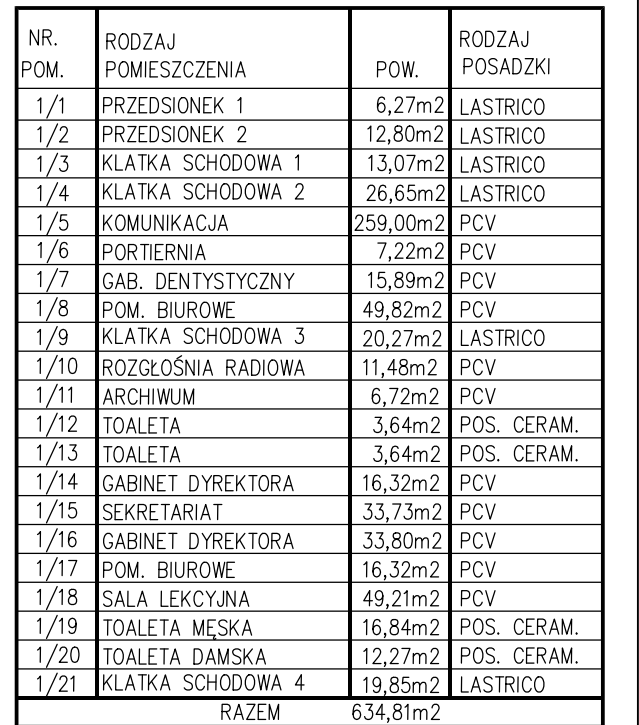 NR. POM. RODZAJ POMIESZCZENIA POW. RODZAJ POSADZKI
1/1 PRZEDSIONEK 1 6,27m2 LASTRICO
1/2 PRZEDSIONEK 2 12,80m2 LASTRICO
1/3 KLATKA SCHODOWA 1 13,07m2 LASTRICO
1/4 KLATKA SCHODOWA 2 26,65m2 LASTRICO
1/5 KOMUNIKACJA 259,00m2 PCV
1/6 PORTIERNIA 7,22m2 PCV
1/7 GAB. DENTYSTYCZNY 15,89m2 PCV
1/8 POM. BIUROWE 49,82m2 PCV
1/9 KLATKA SCHODOWA 3 20,27m2 LASTRICO
1/10 ROZGŁOŚNIA RADIOWA 11,48m2 PCV
1/11 ARCHIWUM 6,72m2 PCV
1/12 TOALETA 3,64m2 POS. CERAM.
1/13 TOALETA 3,64m2 POS. CERAM.
1/14 GABINET DYREKTORA 16,32m2 PCV
1/15 SEKRETARIAT 33,73m2 PCV
1/16 GABINET DYREKTORA 33,80m2 PCV
1/17 POM. BIUROWE 16,32m2 PCV
1/18 SALA LEKCYJNA 49,21m2 PCV
1/19 TOALETA MĘSKA 16,84m2 POS. CERAM.
1/20 TOALETA DAMSKA 12,27m2 POS. CERAM.
1/21 KLATKA SCHODOWA 4 19,85m2 LASTRICO
RAZEM 634,81m2